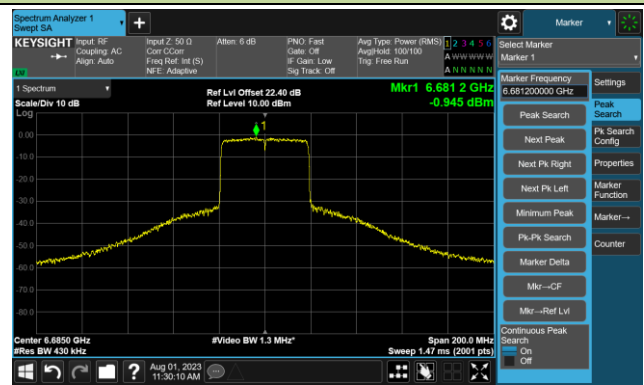 Spectrum Analyzer 1
Swept SA
+
Marker
KEYSIGHT
Input: RF
Coupling: AC
Align: Auto
Input Z: 50 Ω
Corr CCorr
Freq Ref: Int (S)
NFE: Adaptive
Atten: 6 dB
PNO: Fast
Gate: Off
IF Gain: Low
Sig Track: Off
Avg Type: Power (RMS)
Avg|Hold: 100/100
Trig: Free Run
1 2 3 4 5 6
A W W W W W
A N N N N N
LXI
Select Marker
Marker 1
1 Spectrum
Scale/Div 10 dB
Log
Ref Lvl Offset 22.40 dB
Ref Level 10.00 dBm
Mkr1 6.681 2 GHz
-0.945 dBm
1
0.00
-10.0
-20.0
-30.0
-40.0
-50.0
-60.0
-70.0
-80.0
Center 6.6850 GHz
#Res BW 430 kHz
#Video BW 1.3 MHz*
Span 200.0 MHz
Sweep 1.47 ms (2001 pts)
Marker Frequency
6.681200000 GHz
Peak Search
Next Peak
Next Pk Right
Next Pk Left
Minimum Peak
Pk-Pk Search
Marker Delta
Mkr→CF
Mkr→Ref Lvl
Continuous Peak
Search
On
Off
Settings
Peak
Search
Pk Search
Config
Properties
Marker
Function
Marker→
Counter
?
Aug 01, 2023
11:30:10 AM